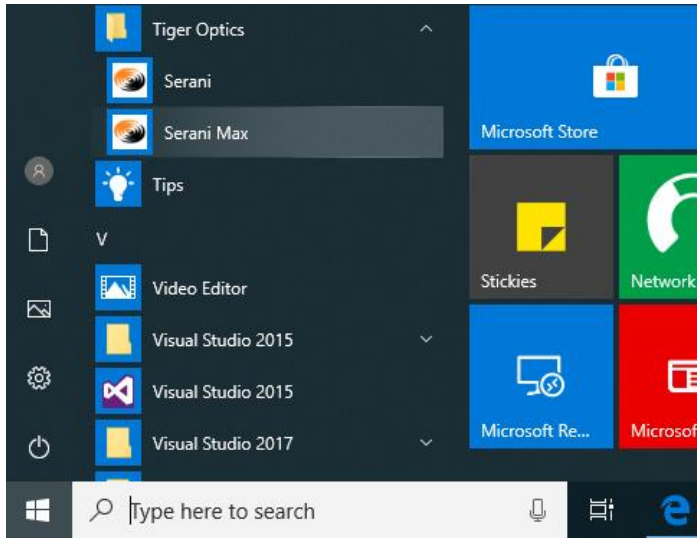 Tiger Optics
Serani
Serani Max
Tips
V
Video Editor
Visual Studio 2015
Visual Studio 2015
Visual Studio 2017
Microsoft Store
Stickies
Network
Microsoft Re...
Microsof
Type here to search